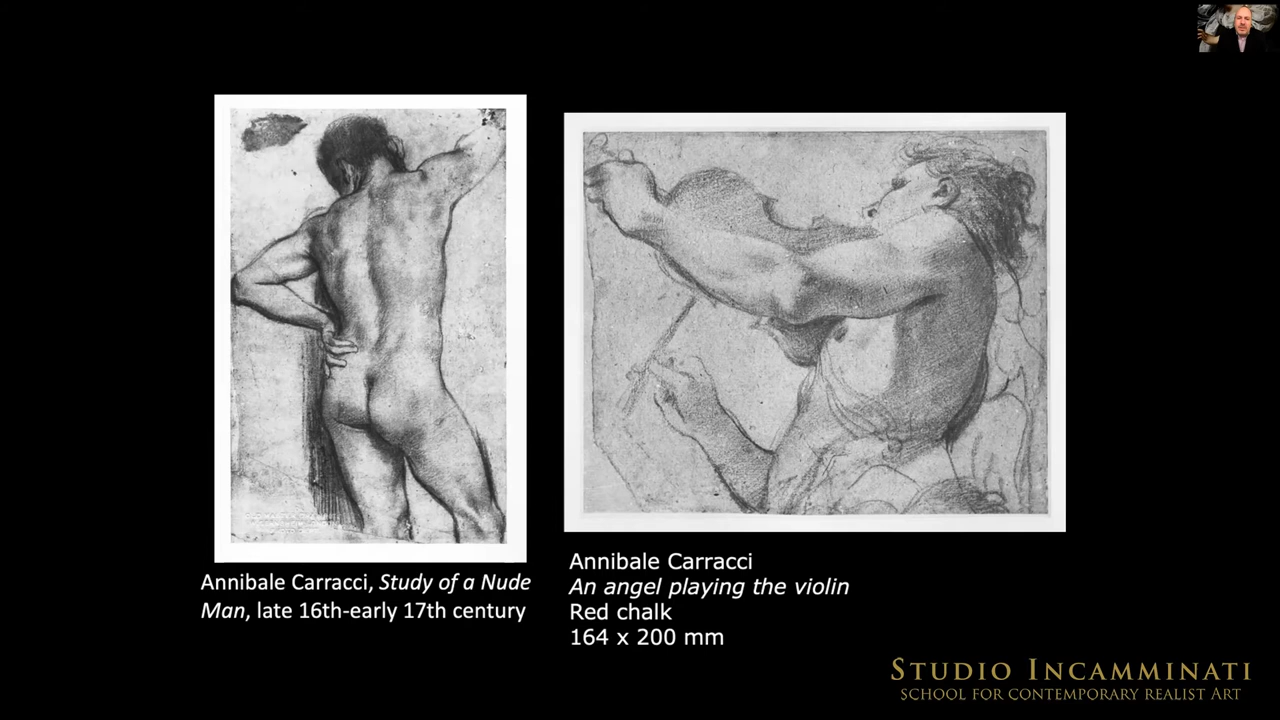 Annibale Carracci, Study of a Nude
Man, late 16th-early 17th century
Annibale Carracci
An angel playing the violin
Red chalk
164 x 200 mm
STUDIO INCAMMINATI
SCHOOL FOR CONTEMPORARY REALIST ART